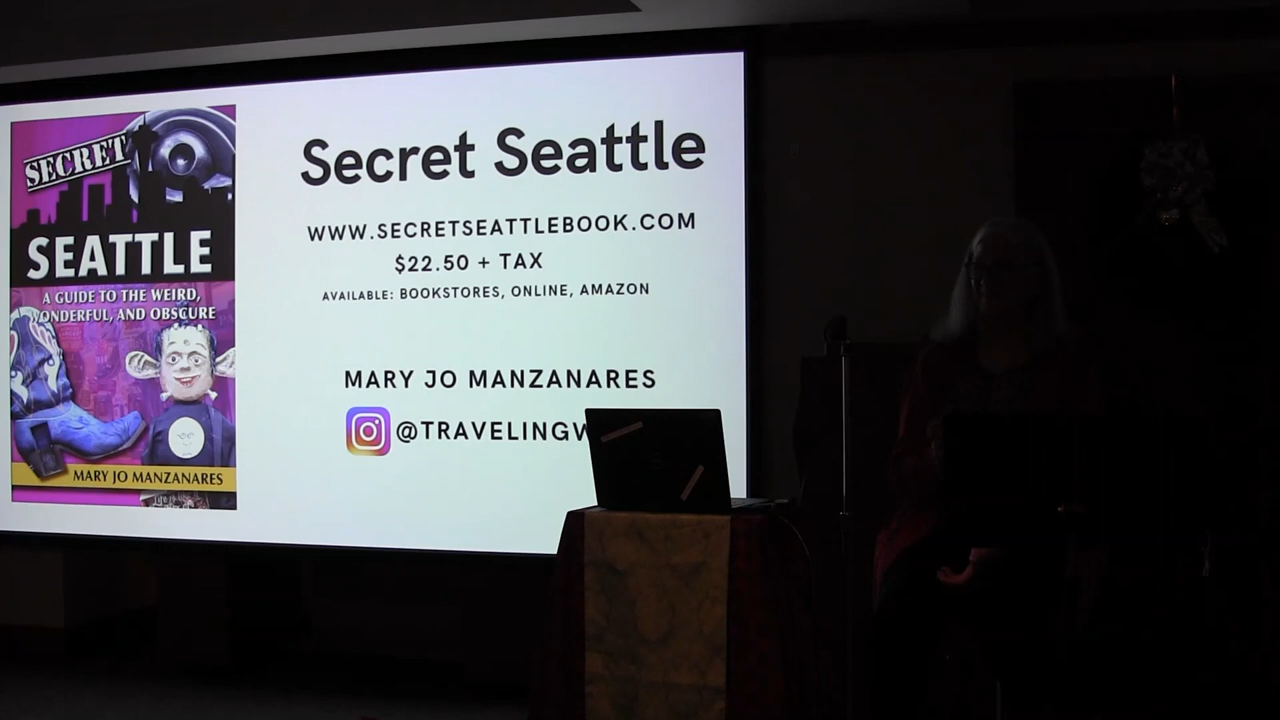 SECRET
SEATTLE
A GUIDE TO THE WEIRD,
WONDERFUL, AND OBSCURE
MARY JO MANZANARES
Secret Seattle
WWW.SECRETSEATTLEBOOK.COM
$22.50 + TAX
AVAILABLE: BOOKSTORES, ONLINE, AMAZON
MARY JO MANZANARES